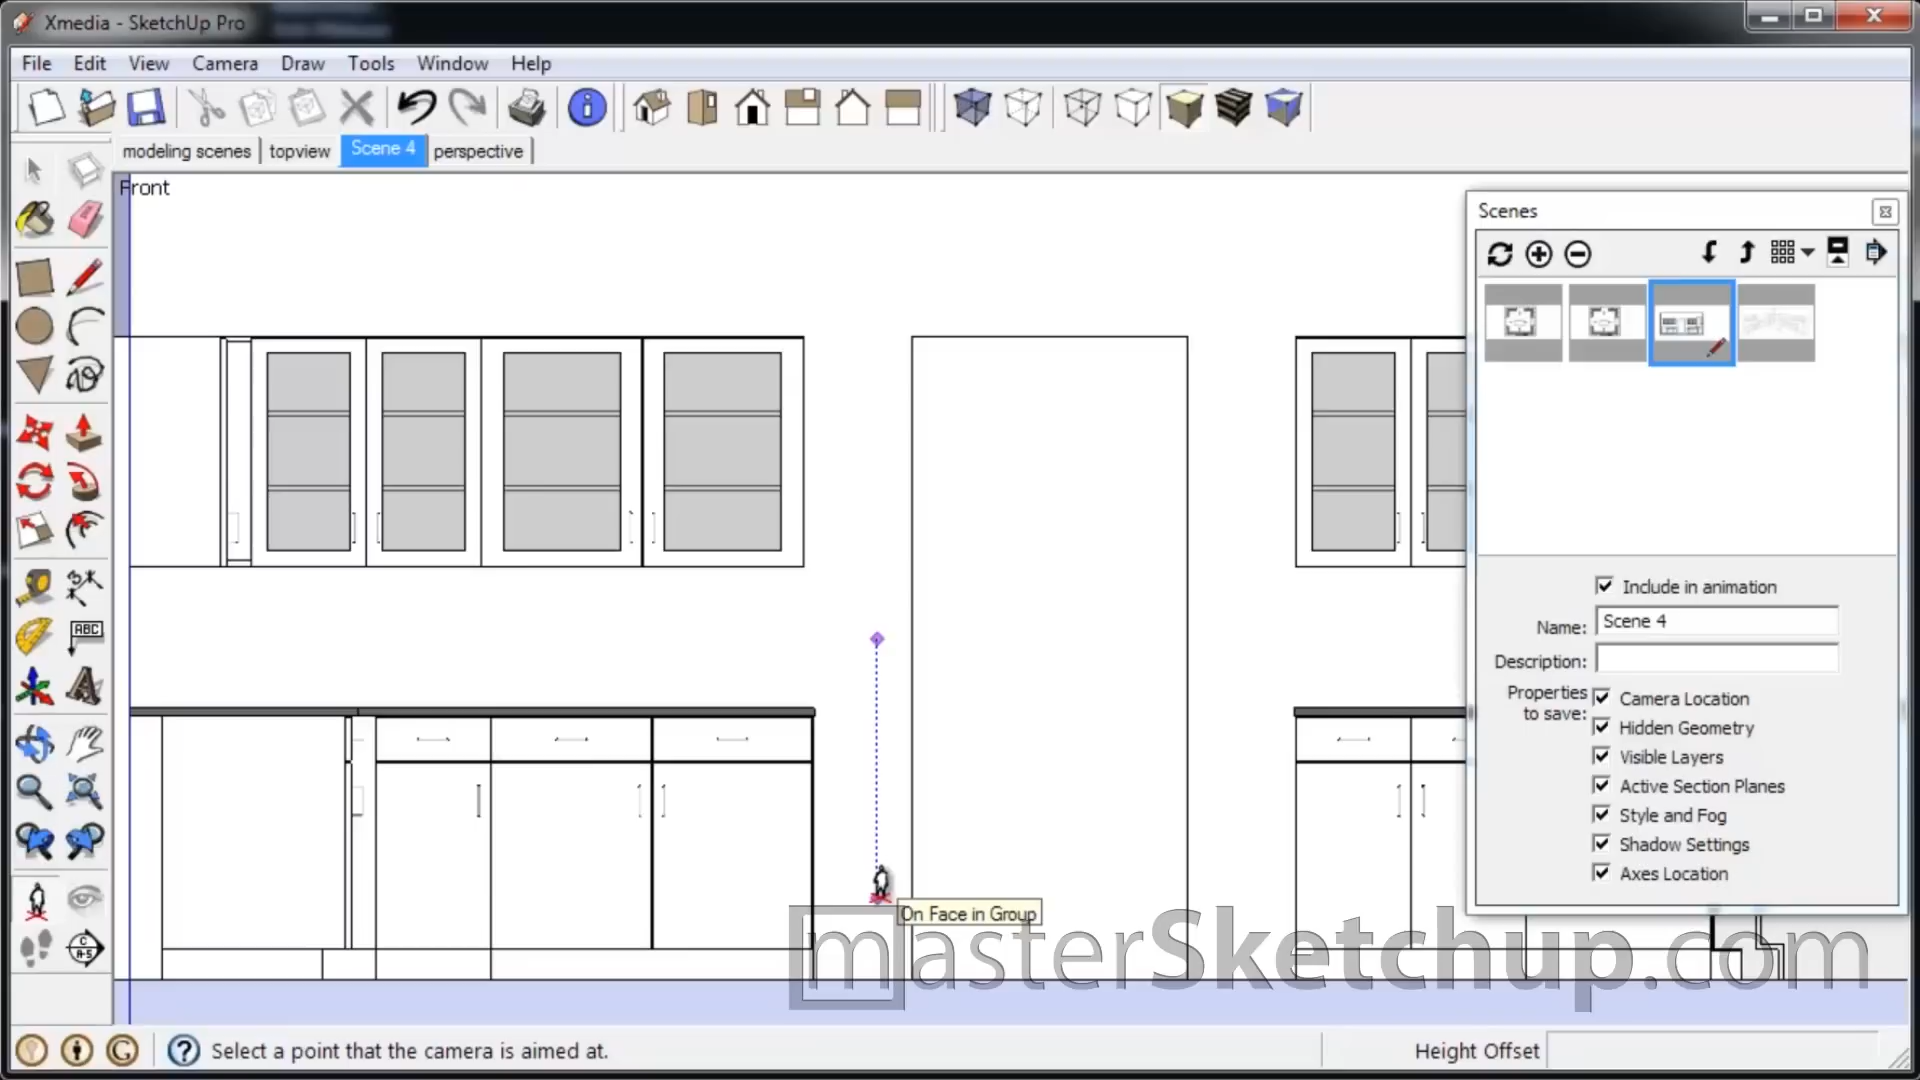 Xmedia - SketchUp Pro
File Edit View Camera Draw Tools Window Help
modeling scenes topview Scene 4 perspective
Front
Scenes
Include in animation
Name: Scene 4
Description:
Properties to save:
Camera Location
Hidden Geometry
Visible Layers
Active Section Planes
Style and Fog
Shadow Settings
Axes Location
ABC
On Face in Group
masterSketchup.com
Select a point that the camera is aimed at.
Height Offset